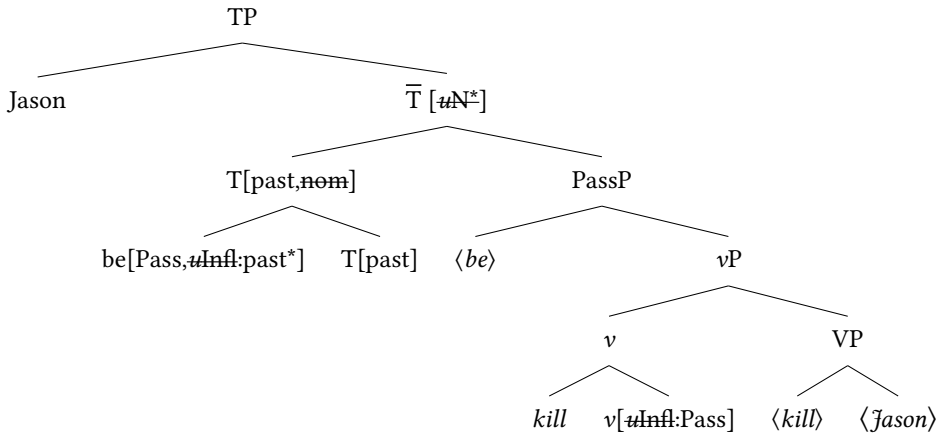 TP
Jason T̅ [uN*]
T[past,nom] PassP
be[Pass,uInfl:past*] T[past] ⟨be⟩ vP
v VP
kill v[uInfl:Pass] ⟨kill⟩ ⟨Jason⟩